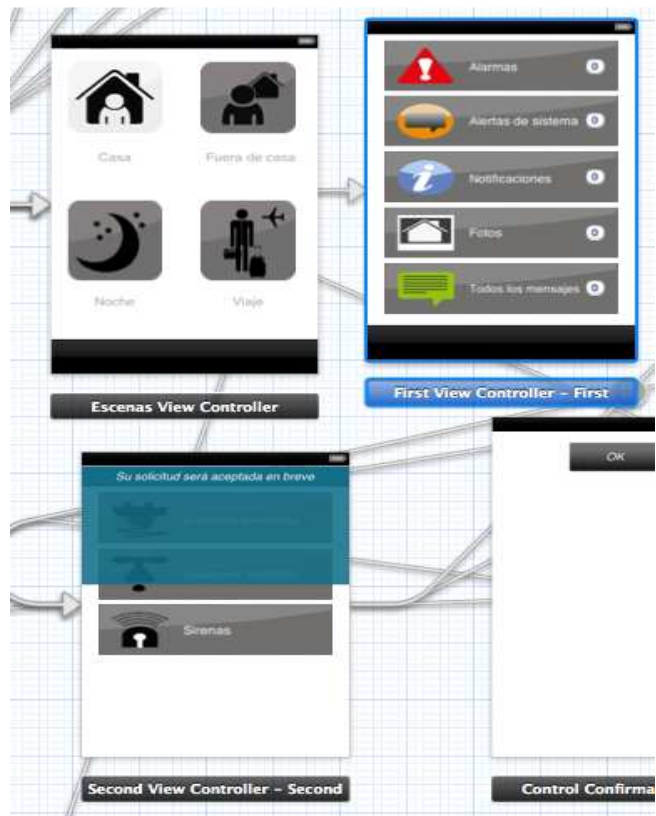 Casa
Fuera de casa
Noche
Viaje
Escenas View Controller
Alarmas 0
Alertas de sistema 0
Notificaciones 0
Fotos 0
Todos los mensajes 0
First View Controller - First
Su solicitud será aceptada en breve
Sirenas
Second View Controller - Second
OK
Control Confirma